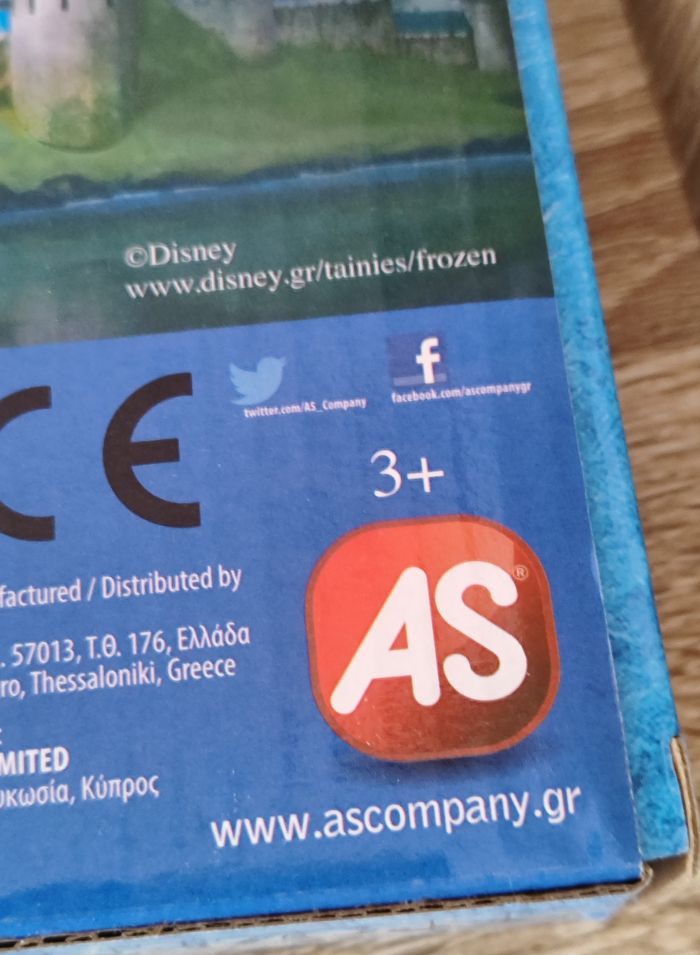 ©Disney
www.disney.gr/tainies/frozen
twitter.com/AS_Company
facebook.com/ascompanygr
CE
3+
factured / Distributed by
. 57013, Τ.Θ. 176, Ελλάδα
ro, Thessaloniki, Greece
MITED
υκωσία, Κύπρος
AS®
www.ascompany.gr